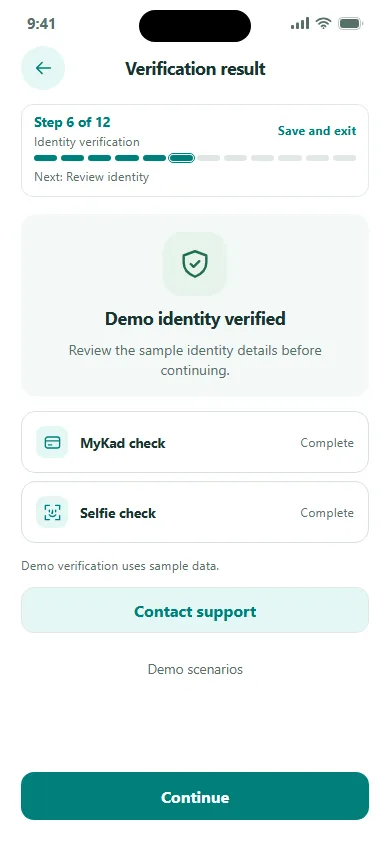 9:41
Verification result
Step 6 of 12
Save and exit
Identity verification
Next: Review identity
Demo identity verified
Review the sample identity details before
continuing.
MyKad check
Complete
Selfie check
Complete
Demo verification uses sample data.
Contact support
Demo scenarios
Continue